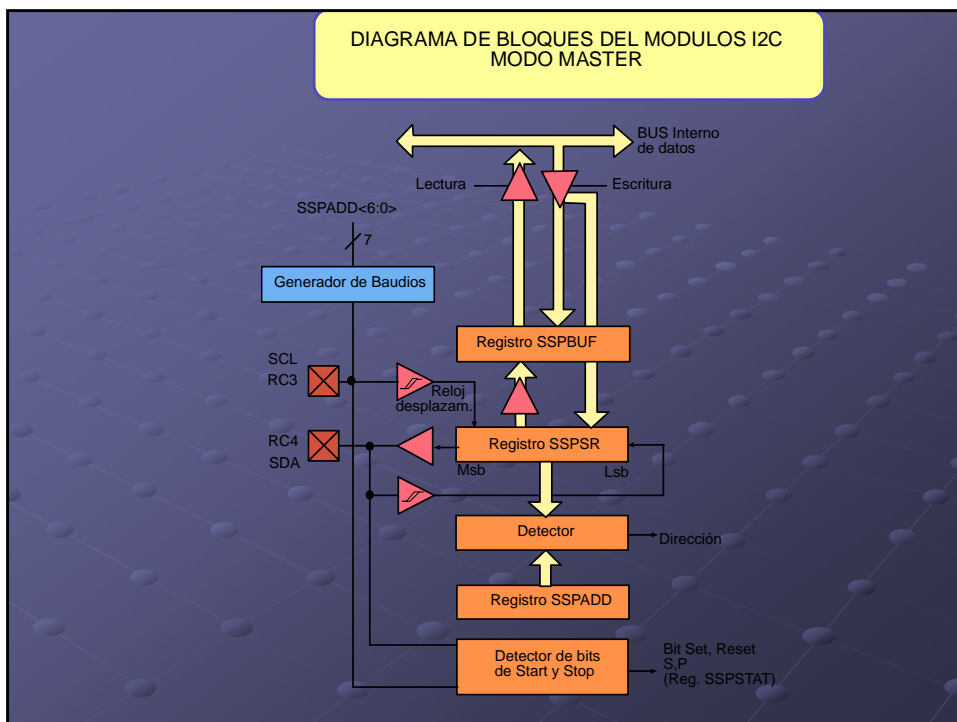 DIAGRAMA DE BLOQUES DEL MODULOS I2C
MODO MASTER
BUS Interno
de datos
Lectura
Escritura
SSPADD<6:0>
7
Generador de Baudios
Registro SSPBUF
SCL
RC3
Reloj
desplazam.
RC4
SDA
Registro SSPSR
Msb
Lsb
Detector
Dirección
Registro SSPADD
Detector de bits
de Start y Stop
Bit Set, Reset
S,P
(Reg. SSPSTAT)